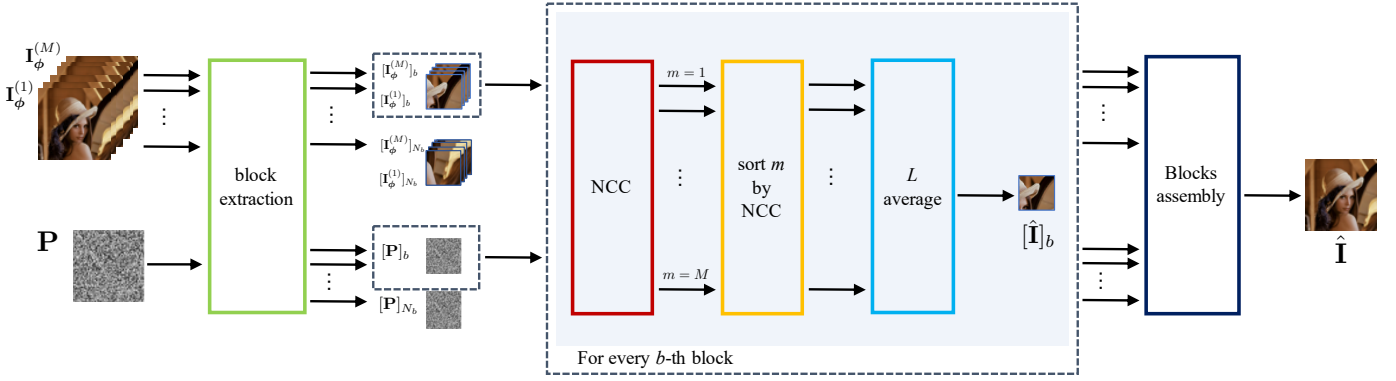 I_ϕ^(M)
I_ϕ^(1)
⋮
P
block
extraction
⋮
[I_ϕ^(M)]_b
[I_ϕ^(1)]_b
[I_ϕ^(M)]_{N_b}
[I_ϕ^(1)]_{N_b}
[P]_b
⋮
[P]_{N_b}
NCC
m = 1
⋮
m = M
sort m
by
NCC
⋮
L
average
[Î]_b
For every b-th block
⋮
⋮
Blocks
assembly
Î